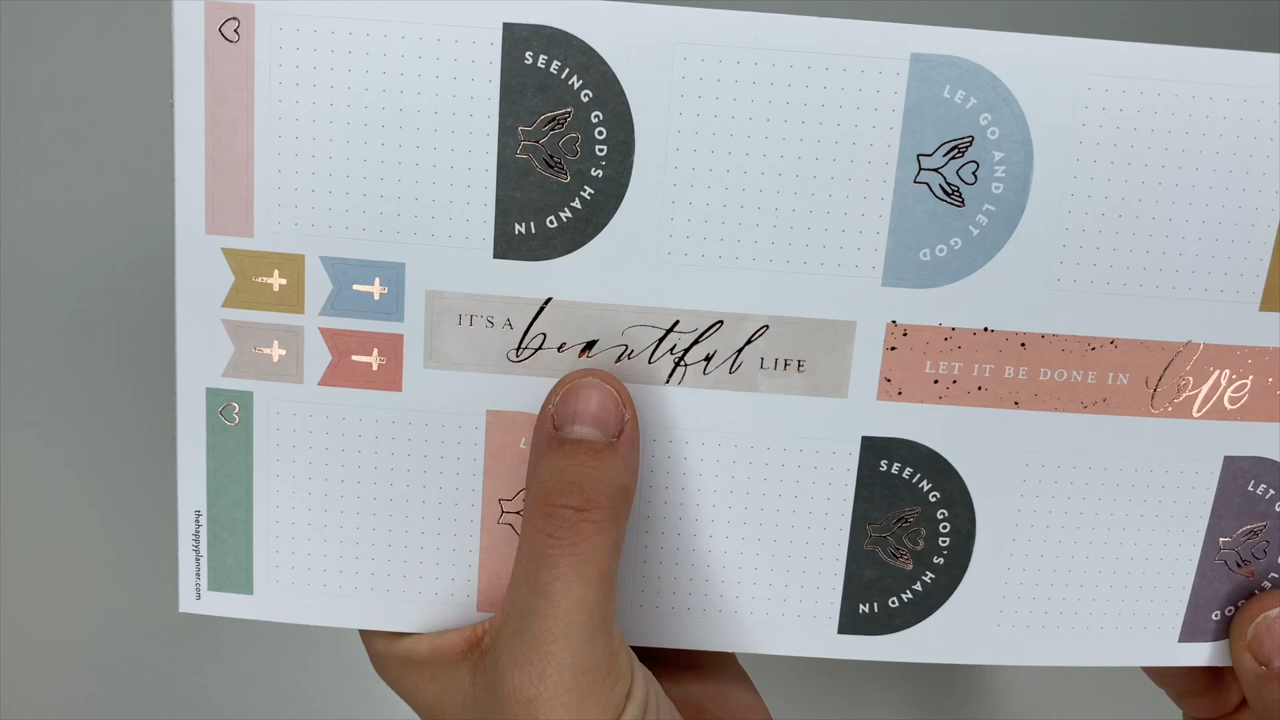 SEEING GOD'S HAND IN
LET GO AND LET GOD
IT'S A beautiful LIFE
LET IT BE DONE IN love
SEEING GOD'S HAND IN
thehappyplanner.com